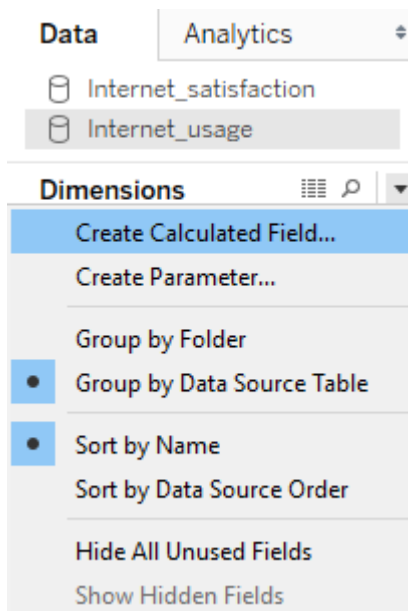 Data Analytics
Internet_satisfaction
Internet_usage
Dimensions
Create Calculated Field...
Create Parameter...
Group by Folder
Group by Data Source Table
Sort by Name
Sort by Data Source Order
Hide All Unused Fields
Show Hidden Fields